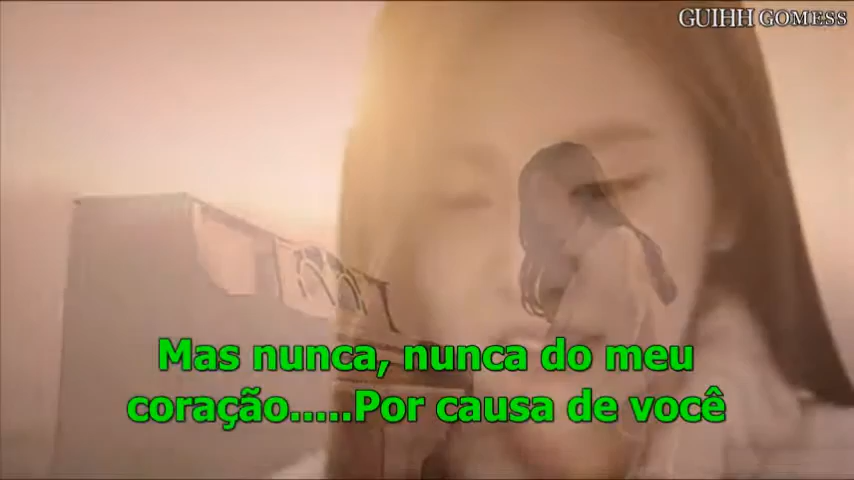 GUIHH GOMESS
Mas nunca, nunca do meu
coração.....Por causa de você